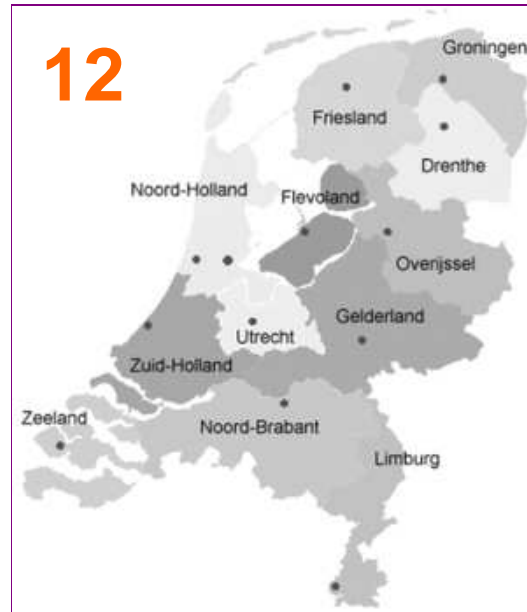 12
Groningen
Friesland
Drenthe
Noord-Holland
Flevoland
Overijssel
Gelderland
Utrecht
Zuid-Holland
Zeeland
Noord-Brabant
Limburg